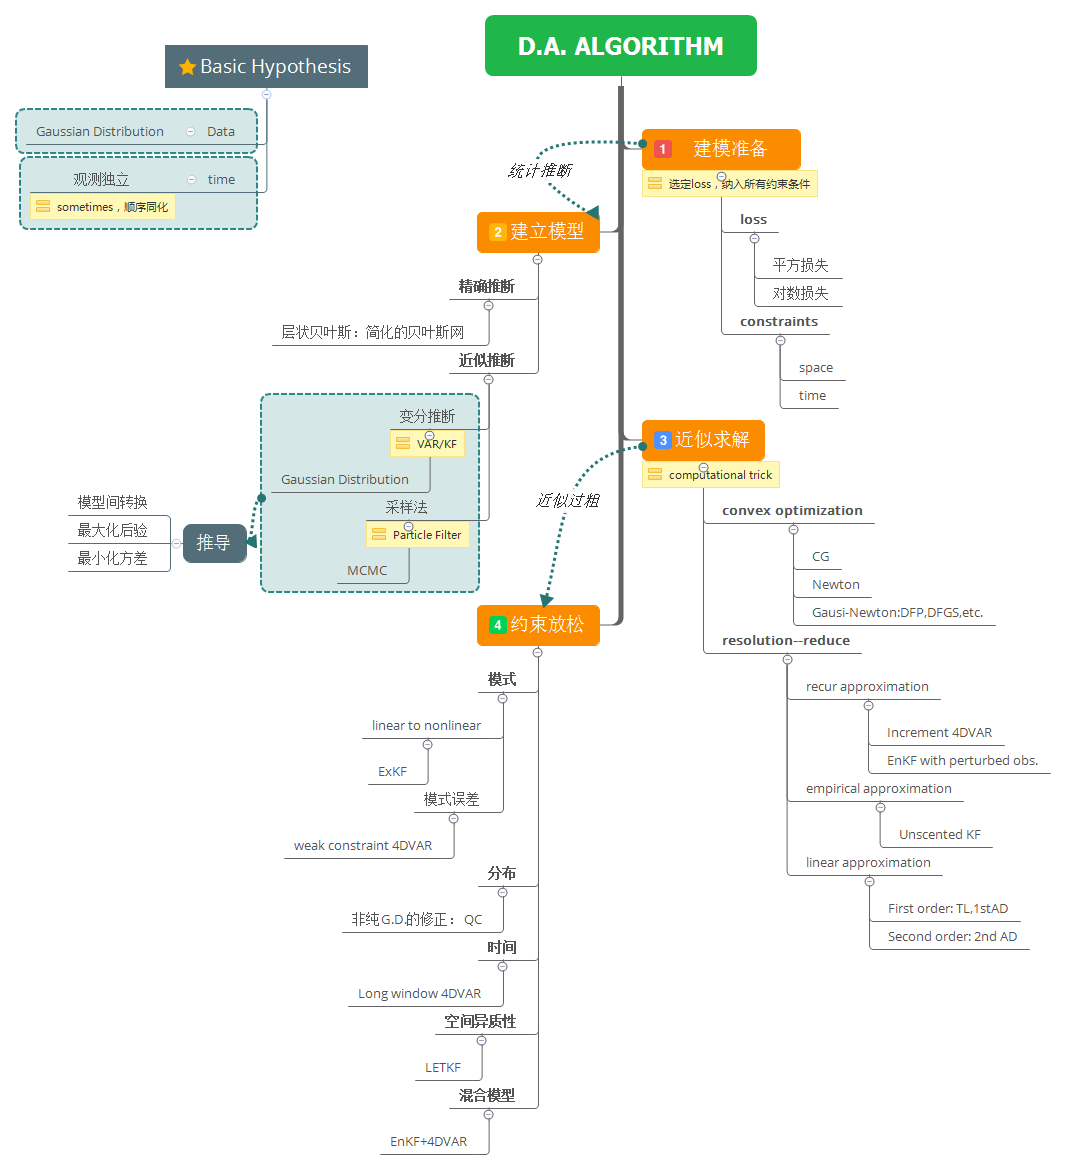 D.A. ALGORITHM
Basic Hypothesis
Data
Gaussian Distribution
time
观测独立
sometimes，顺序同化
1 建模准备
选定loss，纳入所有约束条件
loss
平方损失
对数损失
constraints
space
time
统计推断
2 建立模型
精确推断
层状贝叶斯：简化的贝叶斯网
近似推断
变分推断
VAR/KF
Gaussian Distribution
采样法
Particle Filter
MCMC
推导
模型间转换
最大化后验
最小化方差
3 近似求解
computational trick
convex optimization
CG
Newton
Gausi-Newton:DFP,DFGS,etc.
resolution--reduce
recur approximation
Increment 4DVAR
EnKF with perturbed obs.
empirical approximation
Unscented KF
linear approximation
First order: TL,1stAD
Second order: 2nd AD
近似过粗
4 约束放松
模式
linear to nonlinear
ExKF
模式误差
weak constraint 4DVAR
分布
非纯G.D.的修正：QC
时间
Long window 4DVAR
空间异质性
LETKF
混合模型
EnKF+4DVAR